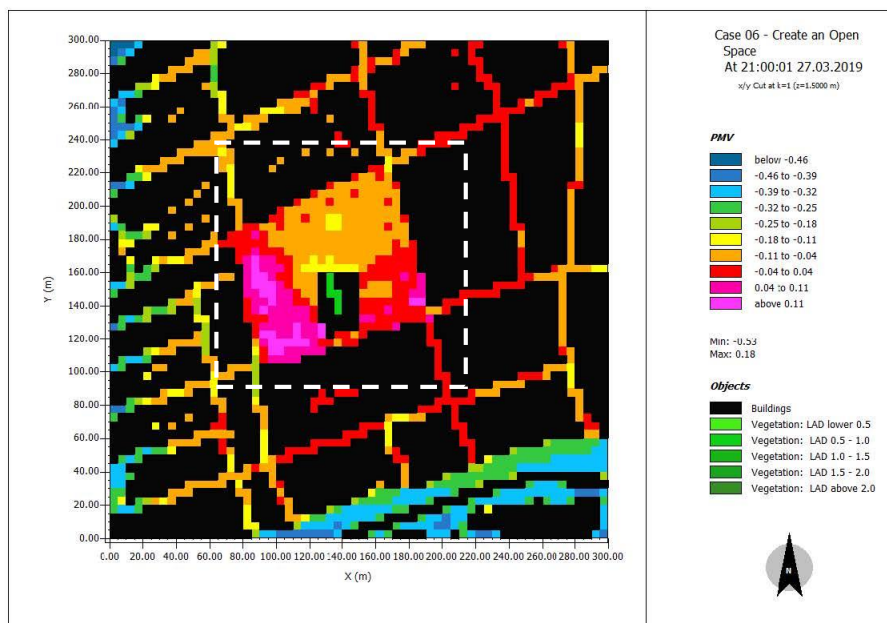 Case 06 - Create an Open
Space
At 21:00:01 27.03.2019
x/y Cut at k=1 (z=1.5000 m)
PMV
below -0.46
-0.46 to -0.39
-0.39 to -0.32
-0.32 to -0.25
-0.25 to -0.18
-0.18 to -0.11
-0.11 to -0.04
-0.04 to 0.04
0.04 to 0.11
above 0.11
Min: -0.53
Max: 0.18
Objects
Buildings
Vegetation: LAD lower 0.5
Vegetation: LAD 0.5 - 1.0
Vegetation: LAD 1.0 - 1.5
Vegetation: LAD 1.5 - 2.0
Vegetation: LAD above 2.0
N
300.00
280.00
260.00
240.00
220.00
200.00
180.00
160.00
140.00
120.00
100.00
80.00
60.00
40.00
20.00
0.00
Y (m)
0.00 20.00 40.00 60.00 80.00 100.00 120.00 140.00 160.00 180.00 200.00 220.00 240.00 260.00 280.00 300.00
X (m)